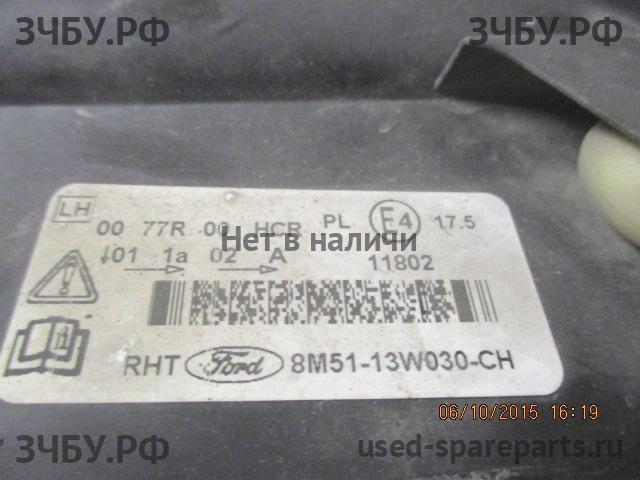 ЗЧБУ.РФ ЗЧБУ.РФ
LH 00 77R 00 HCR PL E4 17.5
Нет в наличи
01 1a 02 A 11802
RHT Ford 8M51-13W030-CH
06/10/2015 16:19
ЗЧБУ.РФ used-spareparts.ru